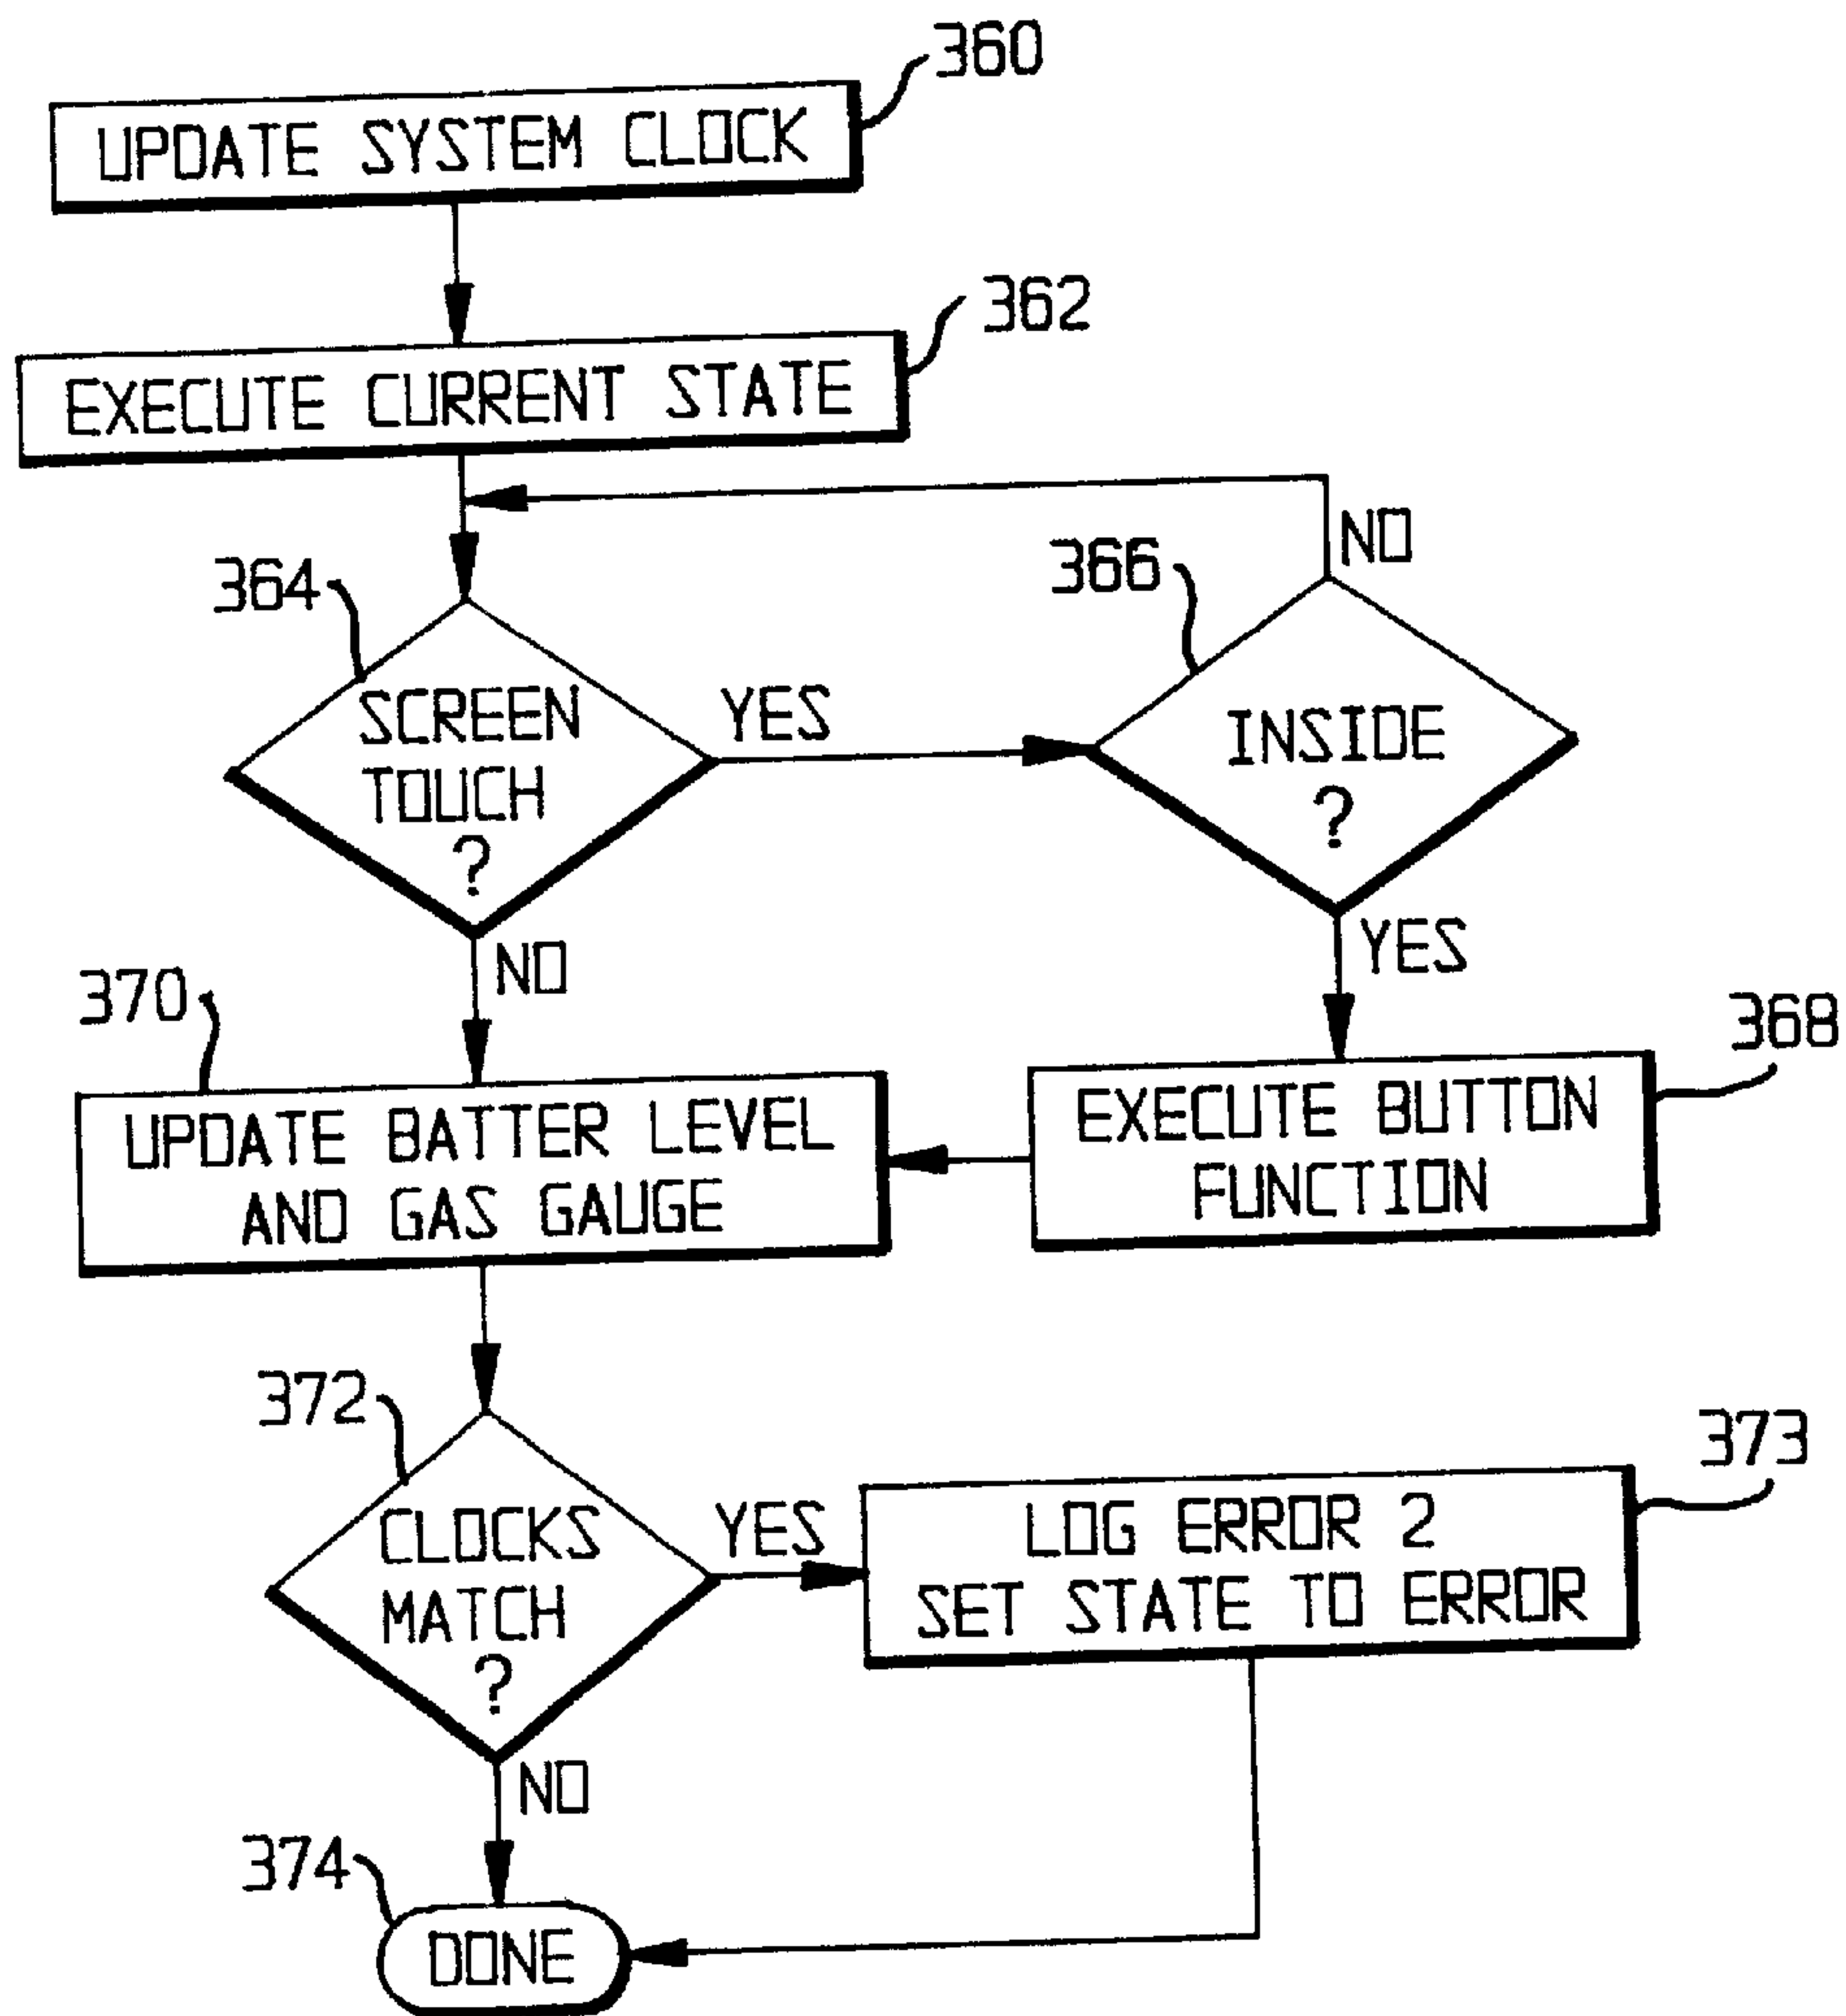 360
UPDATE SYSTEM CLOCK
362
EXECUTE CURRENT STATE
NO
364
366
SCREEN
TOUCH
?
YES
INSIDE
?
NO
YES
370
368
UPDATE BATTER LEVEL
AND GAS GAUGE
EXECUTE BUTTON
FUNCTION
372
373
CLOCKS
MATCH
?
YES
LOG ERROR 2
SET STATE TO ERROR
NO
374
DONE